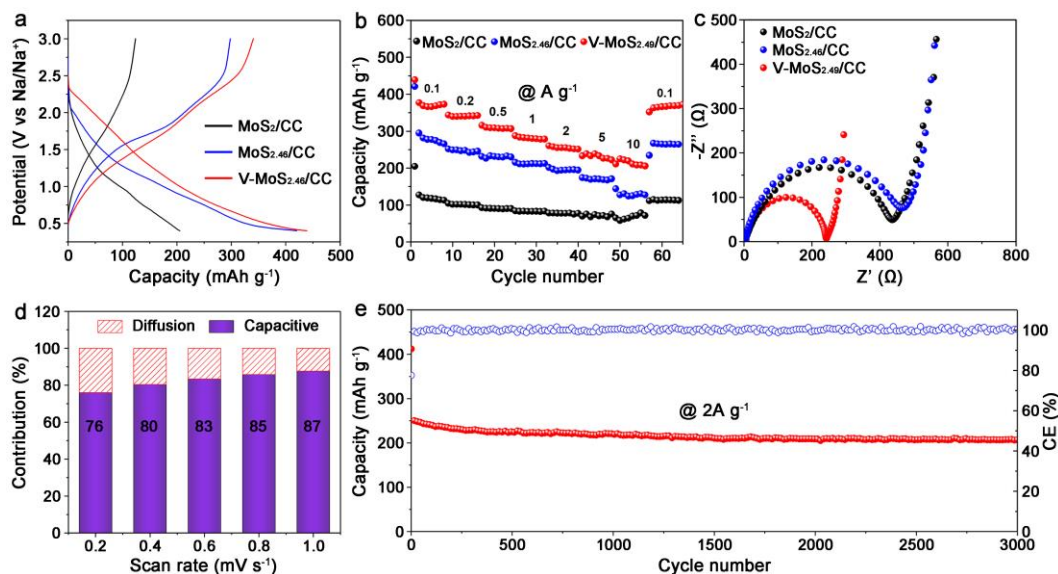 a
Potential (V vs Na/Na⁺)
3.0
2.5
2.0
1.5
1.0
0.5
MoS₂/CC
MoS₂.₄₆/CC
V-MoS₂.₄₆/CC
0 100 200 300 400 500
Capacity (mAh g⁻¹)
b
Capacity (mAh g⁻¹)
600
500
400
300
200
100
0
MoS₂/CC MoS₂.₄₆/CC V-MoS₂.₄₉/CC
@ A g⁻¹
0.1 0.2 0.5 1 2 5 10 0.1
0 10 20 30 40 50 60
Cycle number
c
-Z'' (Ω)
500
400
300
200
100
0
MoS₂/CC
MoS₂.₄₆/CC
V-MoS₂.₄₉/CC
0 200 400 600 800
Z' (Ω)
d
Contribution (%)
120
100
80
60
40
20
0
Diffusion Capacitive
76 80 83 85 87
0.2 0.4 0.6 0.8 1.0
Scan rate (mV s⁻¹)
e
Capacity (mAh g⁻¹)
500
400
300
200
100
0
@ 2A g⁻¹
0 500 1000 1500 2000 2500 3000
Cycle number
100
80
60
40
20
0
CE (%)